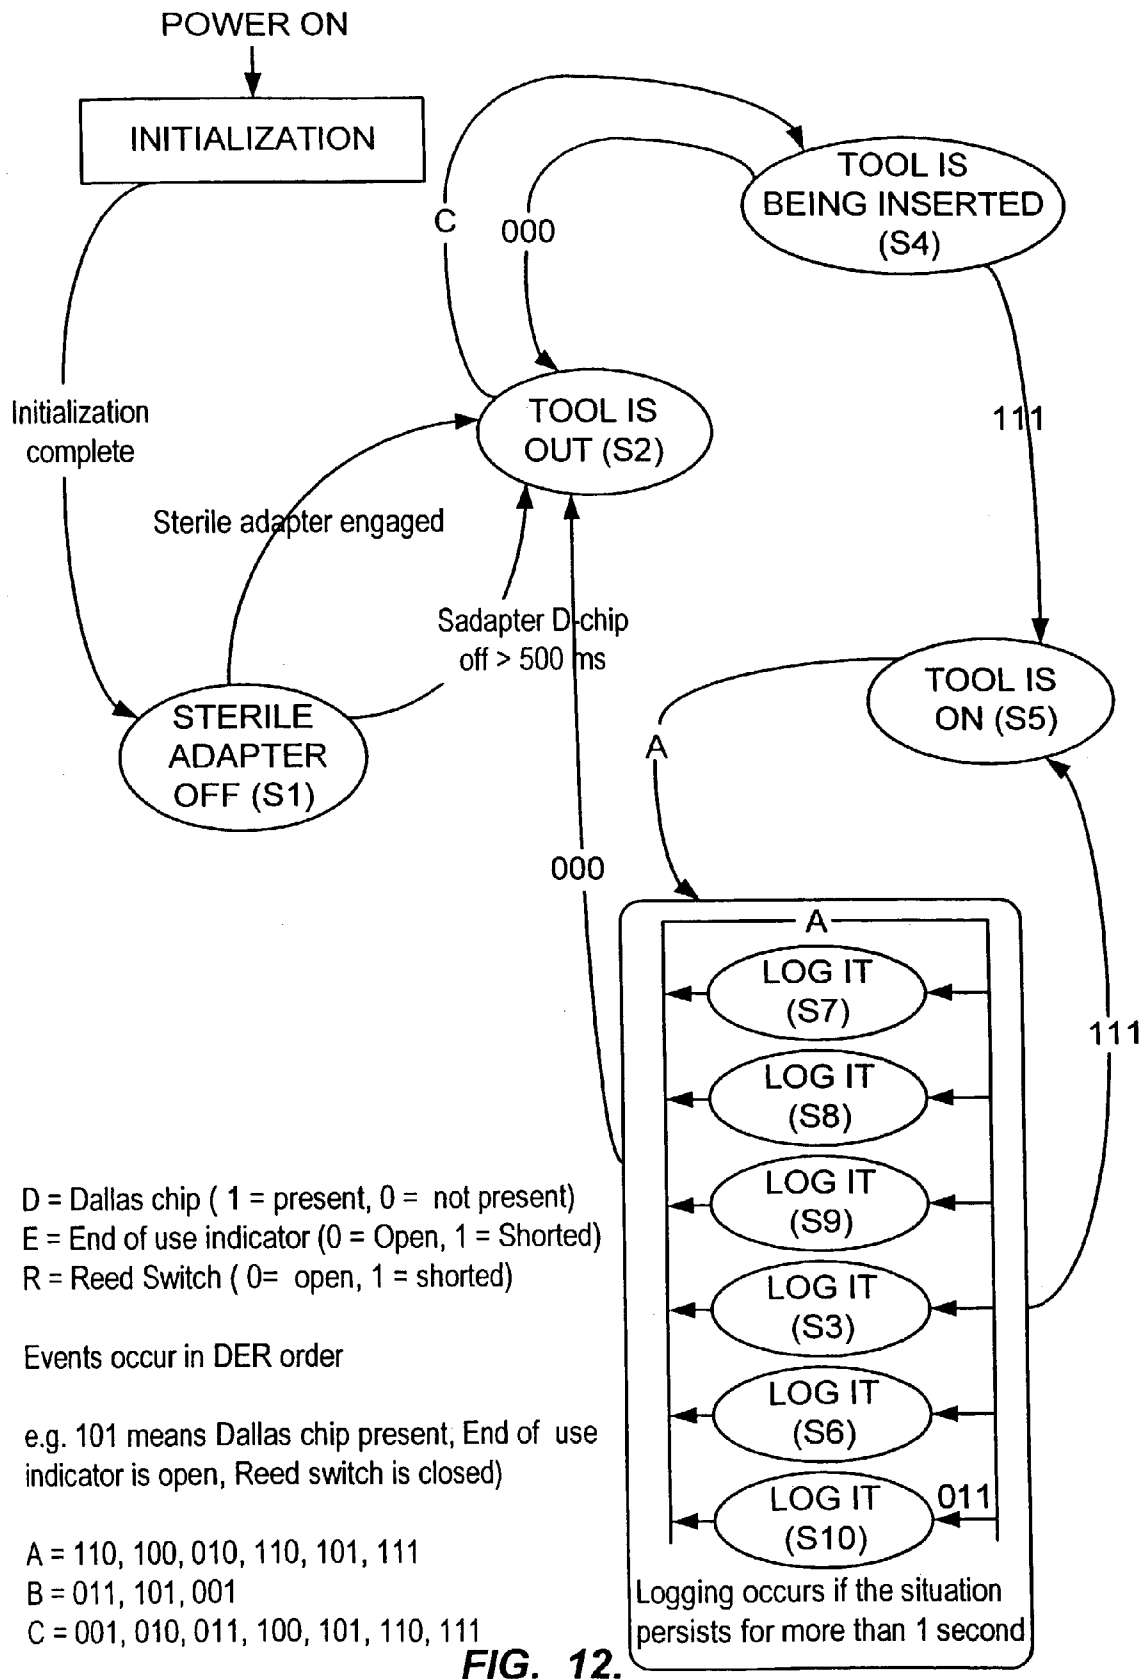 POWER ON
INITIALIZATION
TOOL IS
BEING INSERTED
(S4)
C
000
Initialization
complete
TOOL IS
OUT (S2)
111
Sterile adapter engaged
Sadapter D-chip
off > 500 ms
STERILE
ADAPTER
OFF (S1)
TOOL IS
ON (S5)
A
000
A
LOG IT
(S7)
111
LOG IT
(S8)
LOG IT
(S9)
LOG IT
(S3)
LOG IT
(S6)
011
LOG IT
(S10)
Logging occurs if the situation
persists for more than 1 second
D = Dallas chip ( 1 = present, 0 = not present)
E = End of use indicator (0 = Open, 1 = Shorted)
R = Reed Switch ( 0= open, 1 = shorted)
Events occur in DER order
e.g. 101 means Dallas chip present, End of use
indicator is open, Reed switch is closed)
A = 110, 100, 010, 110, 101, 111
B = 011, 101, 001
C = 001, 010, 011, 100, 101, 110, 111
FIG. 12.